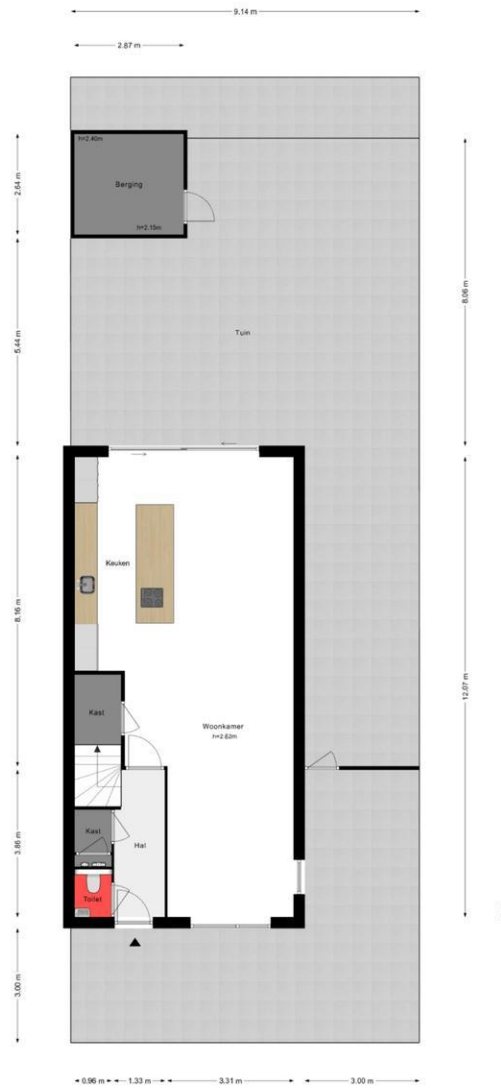 9.14 m
2.87 m
h=2.40m
2.64 m
Berging
h=2.15m
8.06 m
5.44 m
Tuin
Keuken
8.16 m
12.07 m
Kast
Woonkamer
h=2.63m
Kast
Hal
3.86 m
Toilet
3.00 m
0.96 m
1.33 m
3.31 m
3.00 m